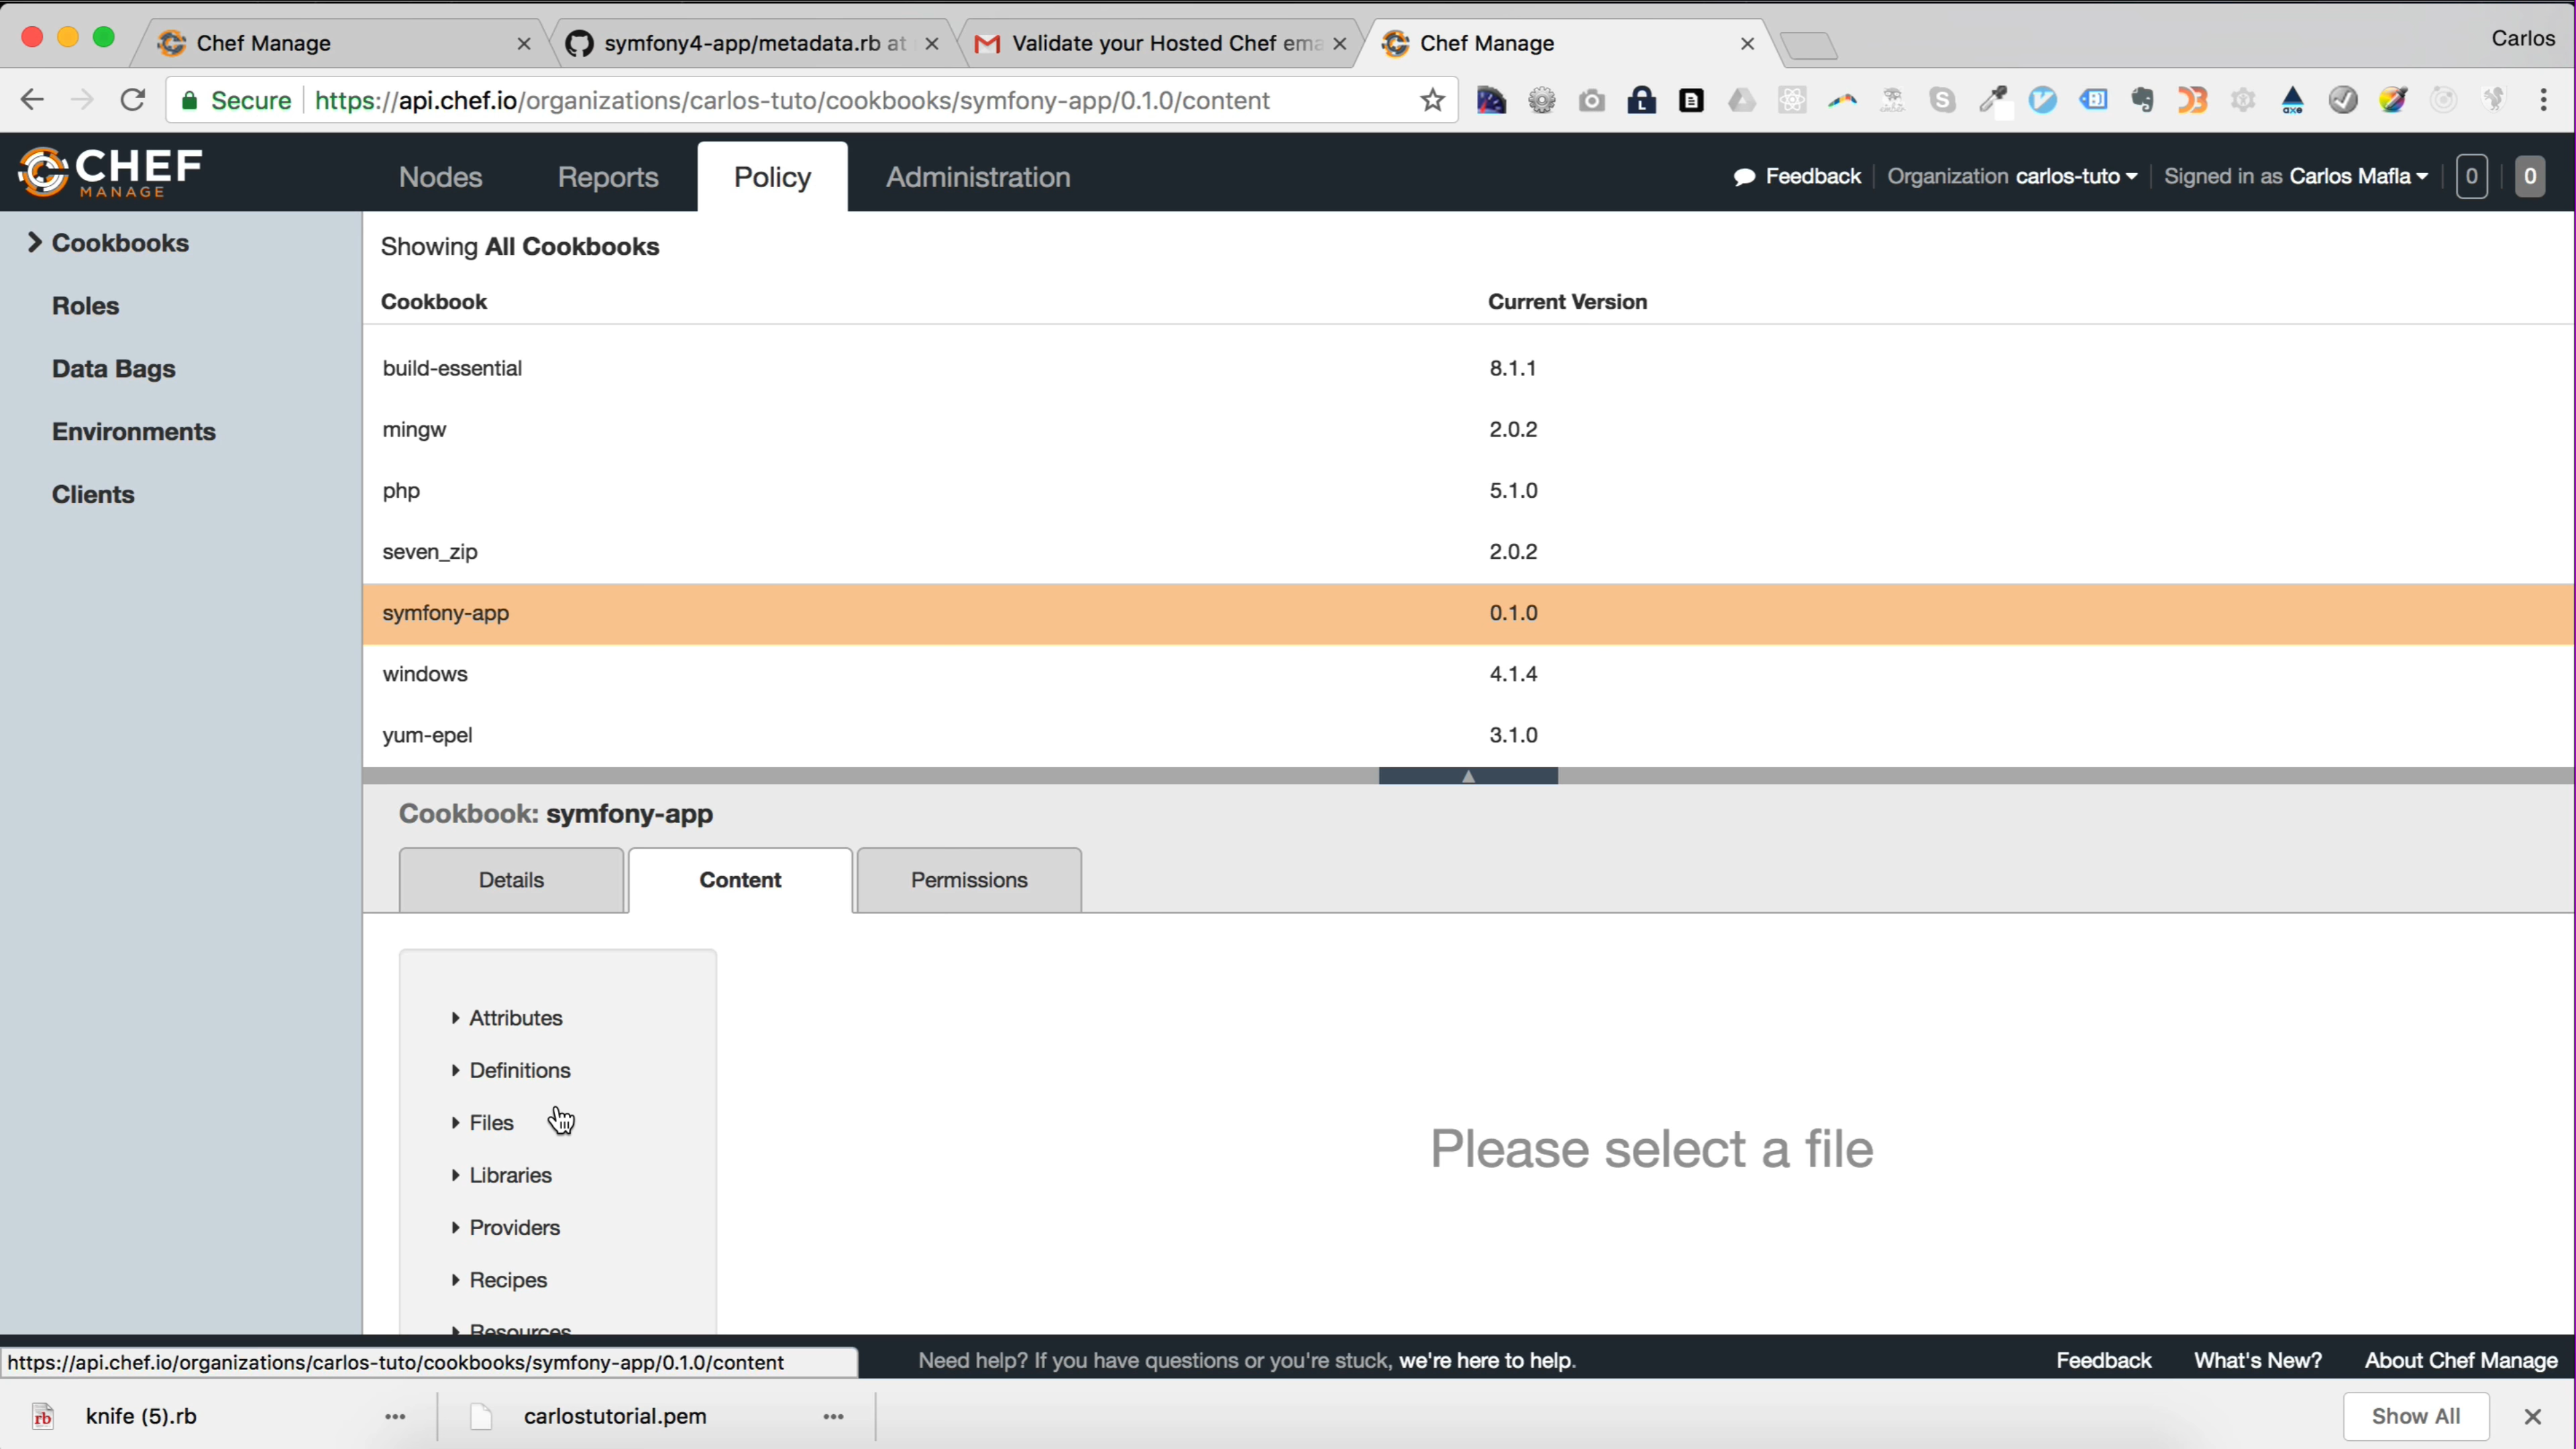 Chef Manage
symfony4-app/metadata.rb at
Validate your Hosted Chef ema
Chef Manage
Carlos
Secure https://api.chef.io/organizations/carlos-tuto/cookbooks/symfony-app/0.1.0/content
CHEF
MANAGE
Nodes Reports Policy Administration
Feedback Organization carlos-tuto Signed in as Carlos Mafla 0 0
Cookbooks
Roles
Data Bags
Environments
Clients
Showing All Cookbooks
Cookbook Current Version
build-essential 8.1.1
mingw 2.0.2
php 5.1.0
seven_zip 2.0.2
symfony-app 0.1.0
windows 4.1.4
yum-epel 3.1.0
Cookbook: symfony-app
Details Content Permissions
Attributes
Definitions
Files
Libraries
Providers
Recipes
Resources
Please select a file
https://api.chef.io/organizations/carlos-tuto/cookbooks/symfony-app/0.1.0/content
Need help? If you have questions or you're stuck, we're here to help.
Feedback What's New? About Chef Manage
knife (5).rb
carlostutorial.pem
Show All